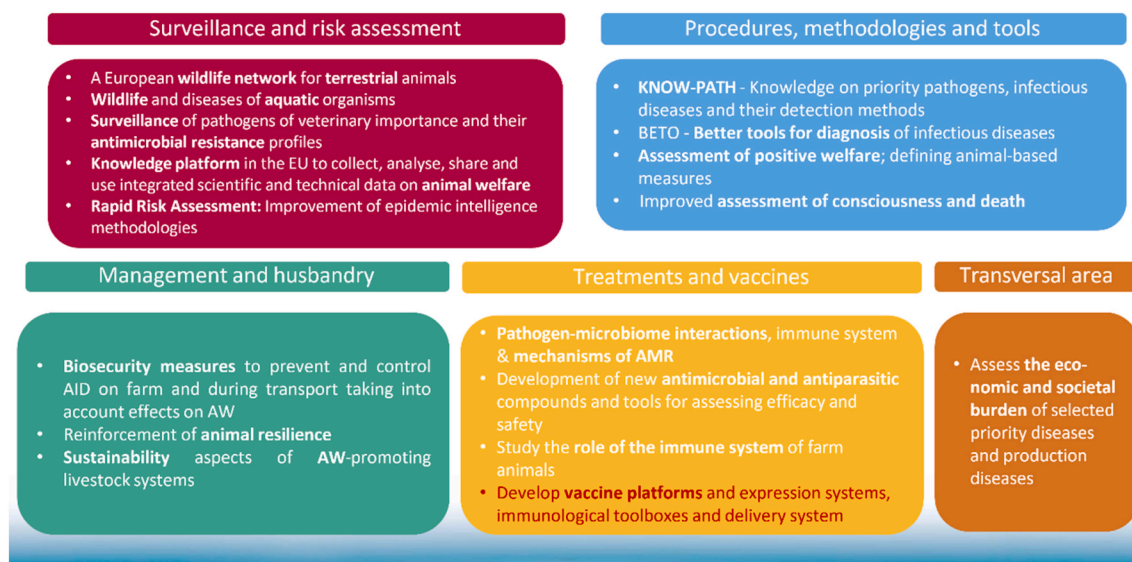 Surveillance and risk assessment
• A European wildlife network for terrestrial animals
• Wildlife and diseases of aquatic organisms
• Surveillance of pathogens of veterinary importance and their
antimicrobial resistance profiles
• Knowledge platform in the EU to collect, analyse, share and
use integrated scientific and technical data on animal welfare
• Rapid Risk Assessment: Improvement of epidemic intelligence
methodologies
Procedures, methodologies and tools
• KNOW-PATH - Knowledge on priority pathogens, infectious
diseases and their detection methods
• BETO - Better tools for diagnosis of infectious diseases
• Assessment of positive welfare; defining animal-based
measures
• Improved assessment of consciousness and death
Management and husbandry
• Biosecurity measures to prevent and control
AID on farm and during transport taking into
account effects on AW
• Reinforcement of animal resilience
• Sustainability aspects of AW-promoting
livestock systems
Treatments and vaccines
• Pathogen-microbiome interactions, immune system
& mechanisms of AMR
• Development of new antimicrobial and antiparasitic
compounds and tools for assessing efficacy and
safety
• Study the role of the immune system of farm
animals
• Develop vaccine platforms and expression systems,
immunological toolboxes and delivery system
Transversal area
• Assess the eco-
nomic and societal
burden of selected
priority diseases
and production
diseases